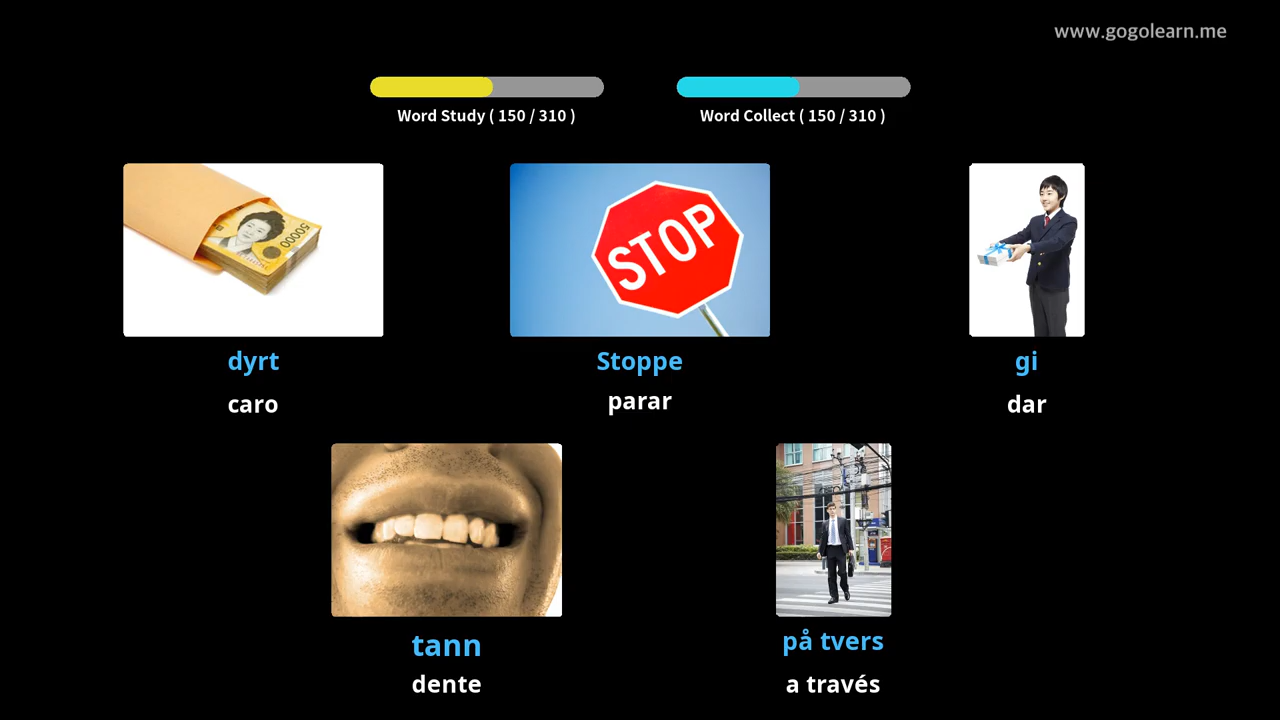 www.gogolearn.me
Word Study ( 150 / 310 )
Word Collect ( 150 / 310 )
50000
STOP
dyrt
Stoppe
gi
caro
parar
dar
tann
på tvers
dente
a través